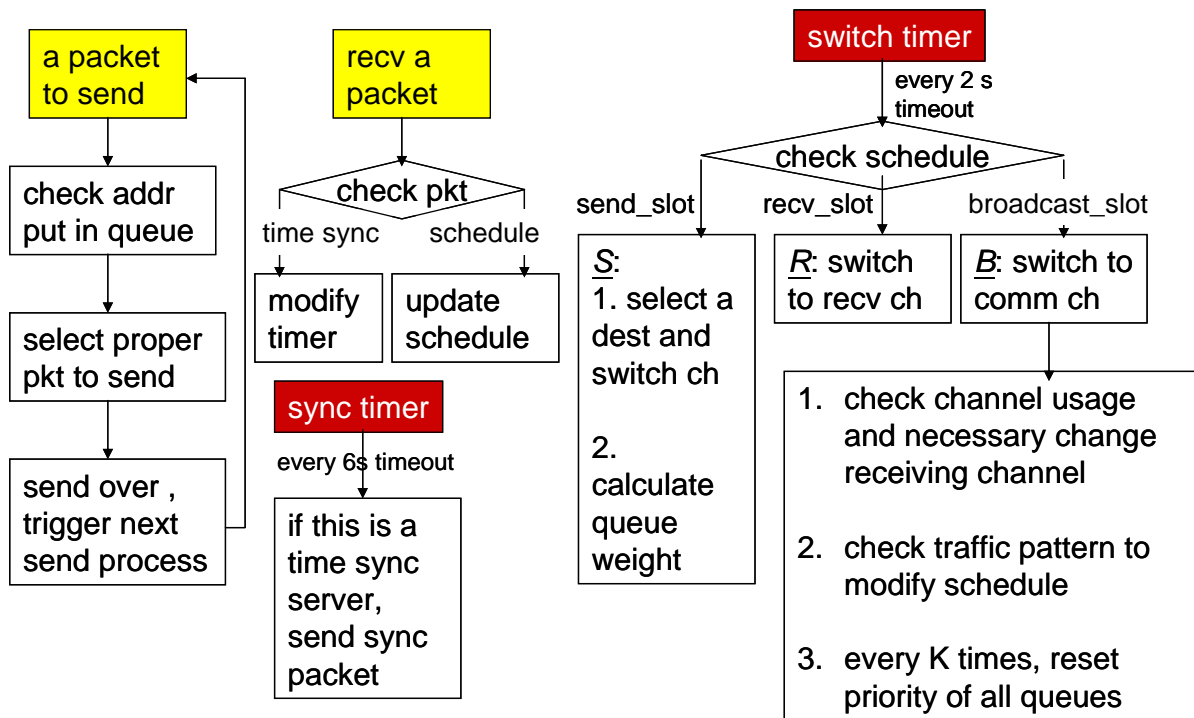 a packet
to send
check addr
put in queue
select proper
pkt to send
send over ,
trigger next
send process
recv a
packet
check pkt
time sync
schedule
modify
timer
update
schedule
sync timer
every 6s timeout
if this is a
time sync
server,
send sync
packet
switch timer
every 2 s
timeout
check schedule
send_slot
recv_slot
broadcast_slot
S:
1. select a
dest and
switch ch
2.
calculate
queue
weight
R: switch
to recv ch
B: switch to
comm ch
1. check channel usage
and necessary change
receiving channel
2. check traffic pattern to
modify schedule
3. every K times, reset
priority of all queues